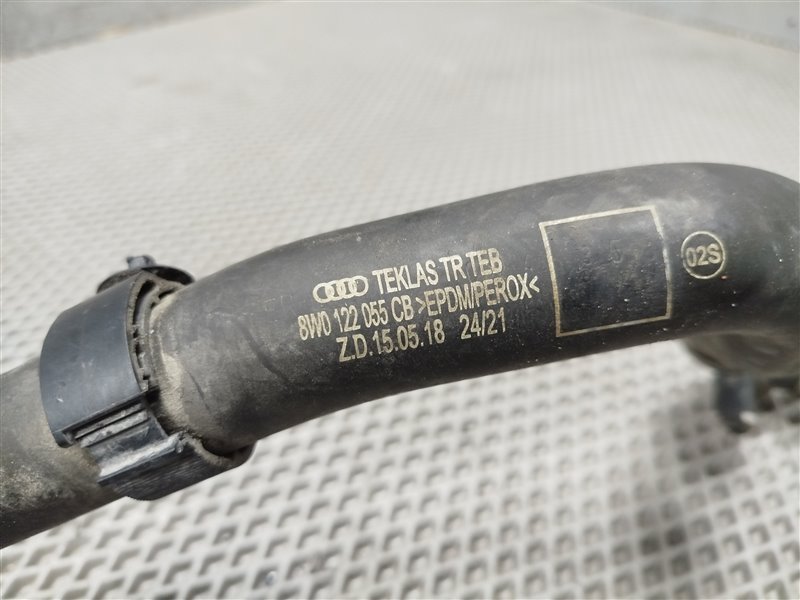 TEKLAS TR TEB
8W0 122 055 CB >EPDM/PEROX<
Z.D.15.05.18 24/21
02S